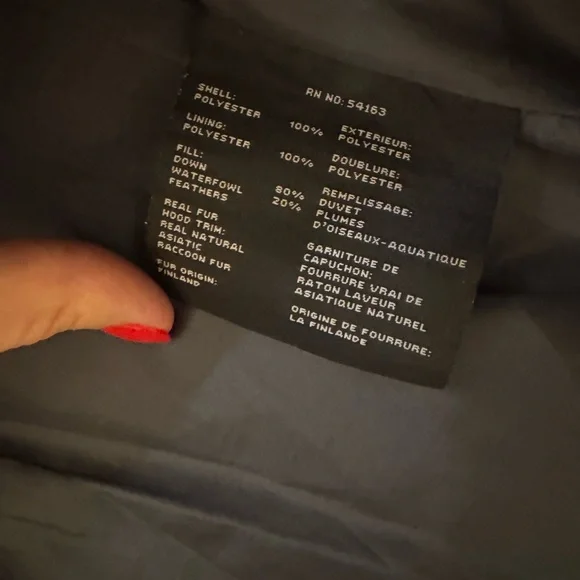 RN NO: 54163
SHELL:
POLYESTER 100%
LINING:
POLYESTER 100%
FILL:
DOWN 80%
WATERFOWL
FEATHERS 20%
REAL FUR
HOOD TRIM:
REAL NATURAL
ASIATIC
RACCOON FUR
FUR ORIGIN:
FINLAND
EXTERIEUR:
POLYESTER
DOUBLURE:
POLYESTER
REMPLISSAGE:
DUVET
PLUMES
D'OISEAUX-AQUATIQUE
GARNITURE DE
CAPUCHON:
FOURRURE VRAI DE
RATON LAVEUR
ASIATIQUE NATUREL
ORIGINE DE FOURRURE:
LA FINLANDE